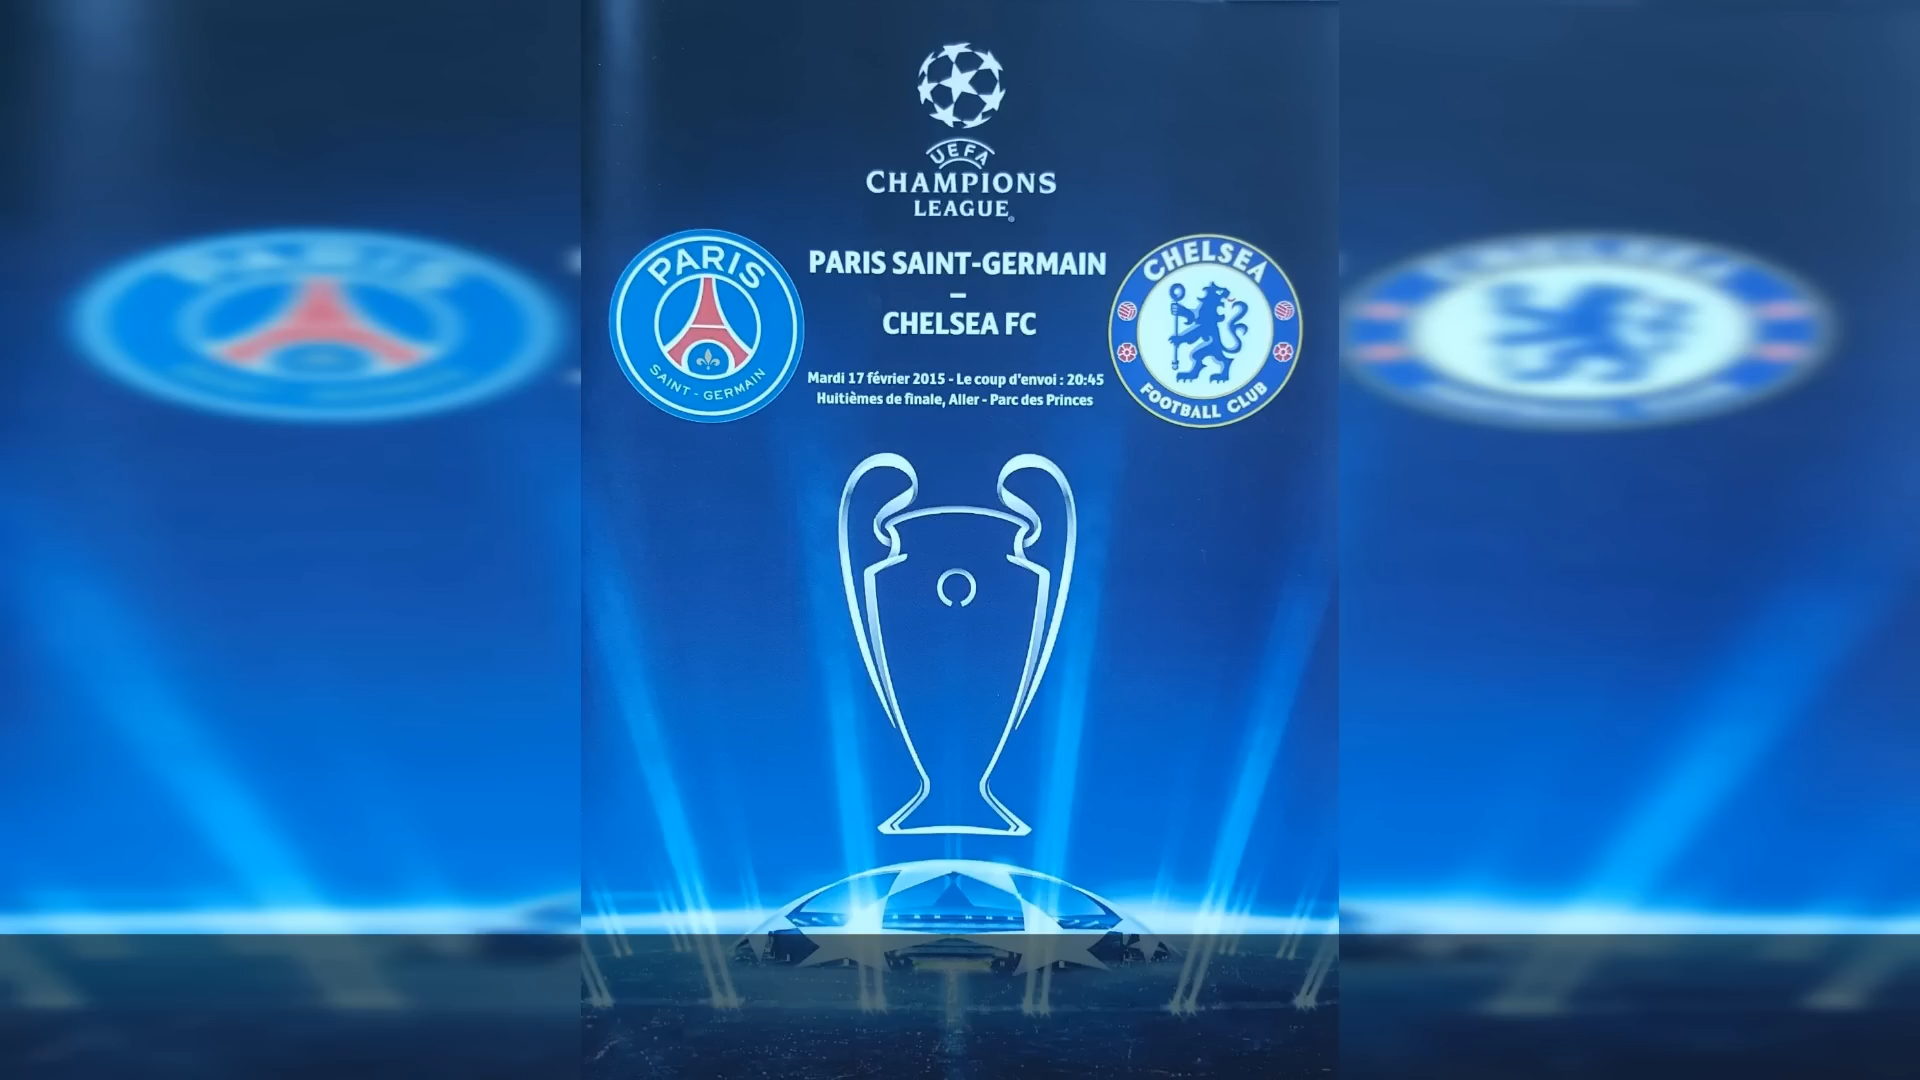 UEFA
CHAMPIONS
LEAGUE®
PARIS SAINT-GERMAIN
–
CHELSEA FC
Mardi 17 février 2015 - Le coup d'envoi : 20:45
Huitièmes de finale, Aller - Parc des Princes
PARIS
SAINT - GERMAIN
CHELSEA
FOOTBALL CLUB